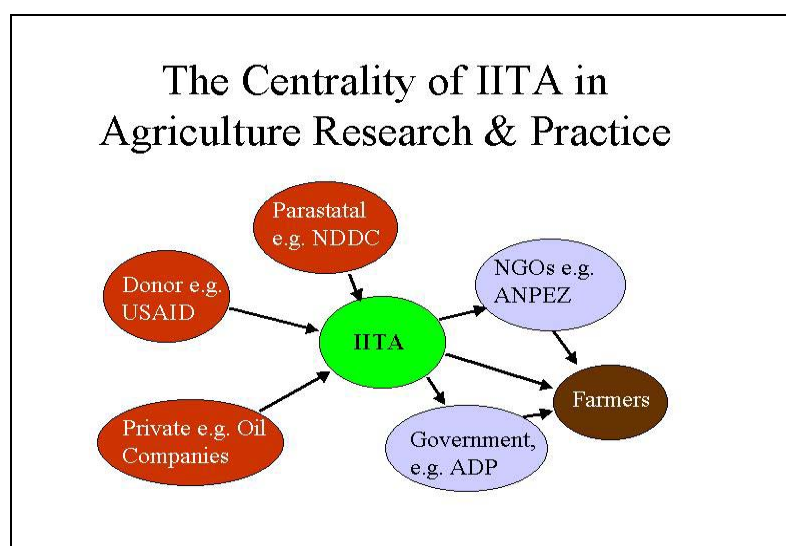 The Centrality of IITA in
Agriculture Research & Practice
Parastatal
e.g. NDDC
NGOs e.g.
ANPEZ
Donor e.g.
USAID
IITA
Farmers
Private e.g. Oil
Companies
Government,
e.g. ADP